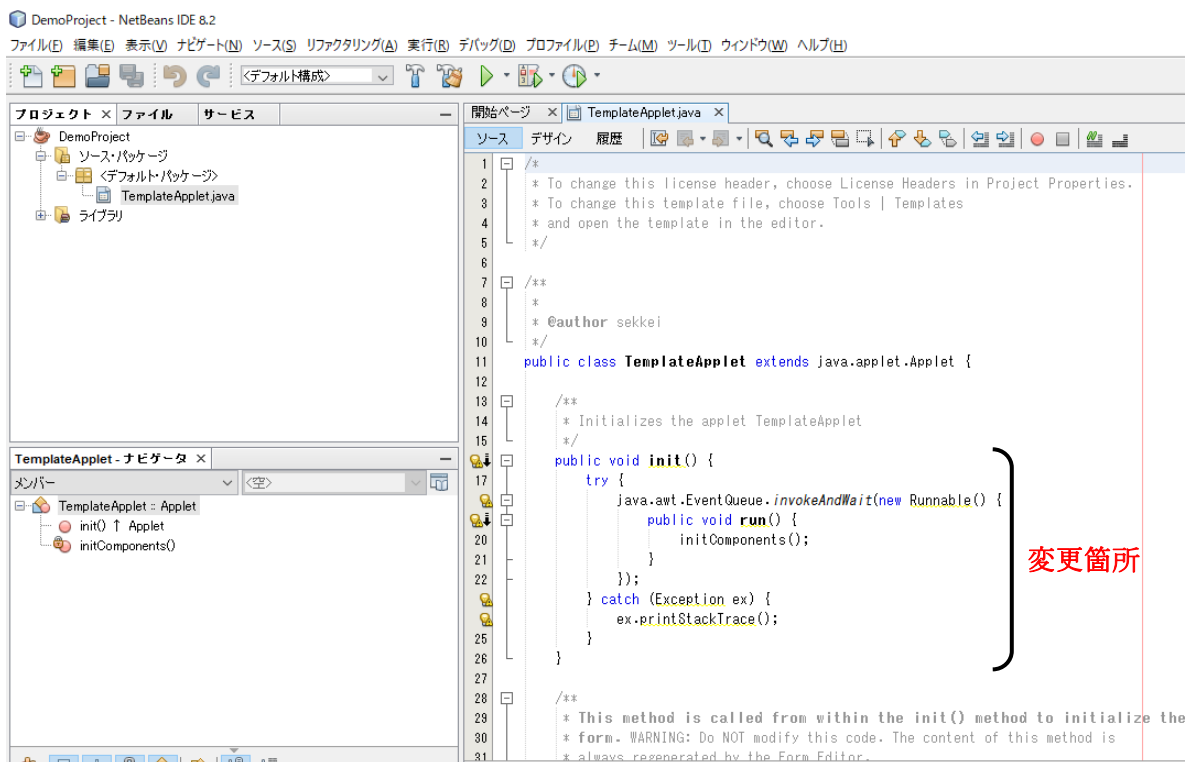 DemoProject - NetBeans IDE 8.2
ファイル(F) 編集(E) 表示(V) ナビゲート(N) ソース(S) リファクタリング(A) 実行(R) デバッグ(D) プロファイル(P) チーム(M) ツール(T) ウィンドウ(W) ヘルプ(H)
<デフォルト構成>
プロジェクト × ファイル サービス
DemoProject
ソース・パッケージ
<デフォルト・パッケージ>
TemplateApplet.java
ライブラリ
TemplateApplet - ナビゲータ ×
メンバー <空>
TemplateApplet :: Applet
init() ↑ Applet
initComponents()
開始ページ × TemplateApplet.java ×
ソース デザイン 履歴
1 /*
2 * To change this license header, choose License Headers in Project Properties.
3 * To change this template file, choose Tools | Templates
4 * and open the template in the editor.
5 */
6
7 /**
8 *
9 * @author sekkei
10 */
11 public class TemplateApplet extends java.applet.Applet {
12
13 /**
14 * Initializes the applet TemplateApplet
15 */
public void init() {
17 try {
java.awt.EventQueue.invokeAndWait(new Runnable() {
public void run() {
20 initComponents();
21 }
22 });
} catch (Exception ex) {
ex.printStackTrace();
25 }
26 }
27
28 /**
29 * This method is called from within the init() method to initialize the
30 * form. WARNING: Do NOT modify this code. The content of this method is
31 * always regenerated by the Form Editor.
変更箇所